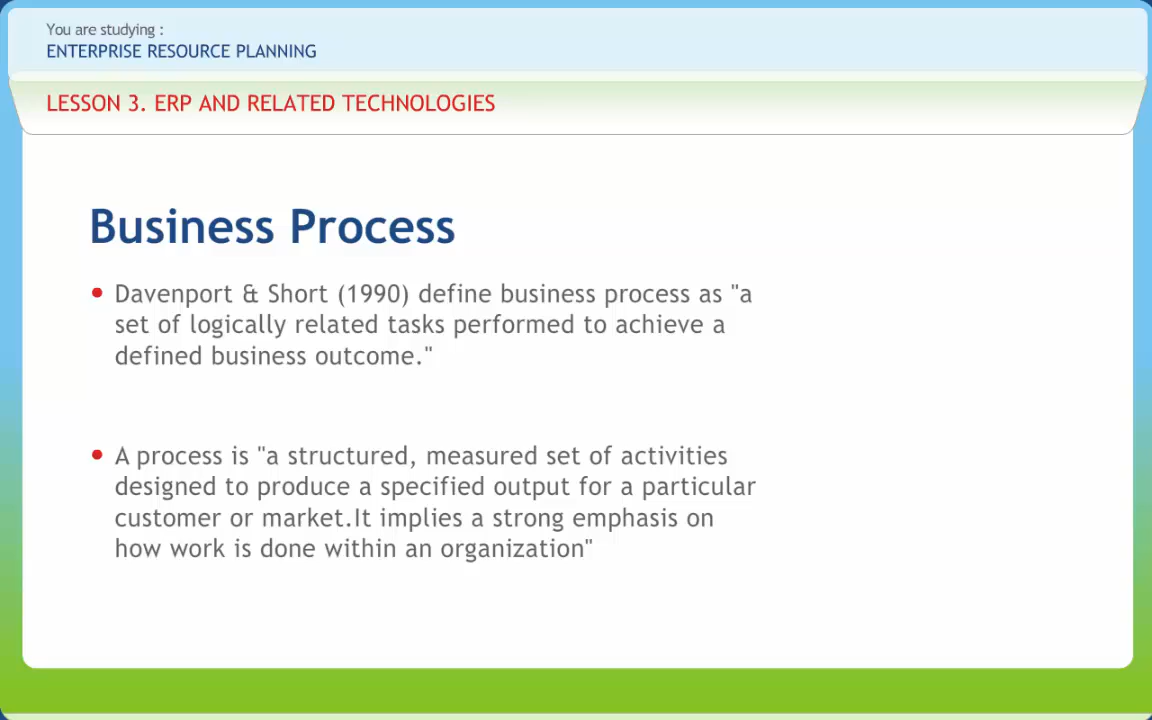 You are studying :
ENTERPRISE RESOURCE PLANNING
LESSON 3. ERP AND RELATED TECHNOLOGIES
Business Process
• Davenport & Short (1990) define business process as "a
set of logically related tasks performed to achieve a
defined business outcome."
• A process is "a structured, measured set of activities
designed to produce a specified output for a particular
customer or market.It implies a strong emphasis on
how work is done within an organization"